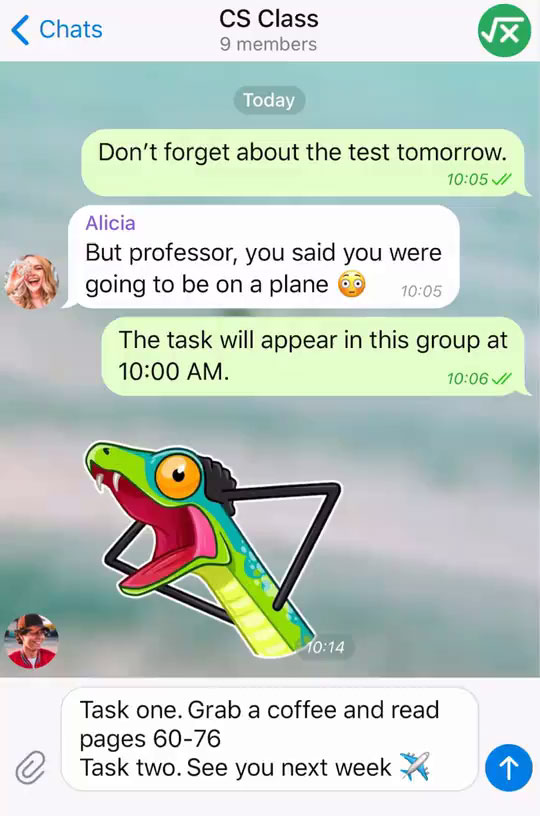 Chats
CS Class
9 members
√x
Today
Don’t forget about the test tomorrow.
10:05
Alicia
But professor, you said you were
going to be on a plane 😳
10:05
The task will appear in this group at
10:00 AM.
10:06
10:14
Task one. Grab a coffee and read
pages 60-76
Task two. See you next week ✈️